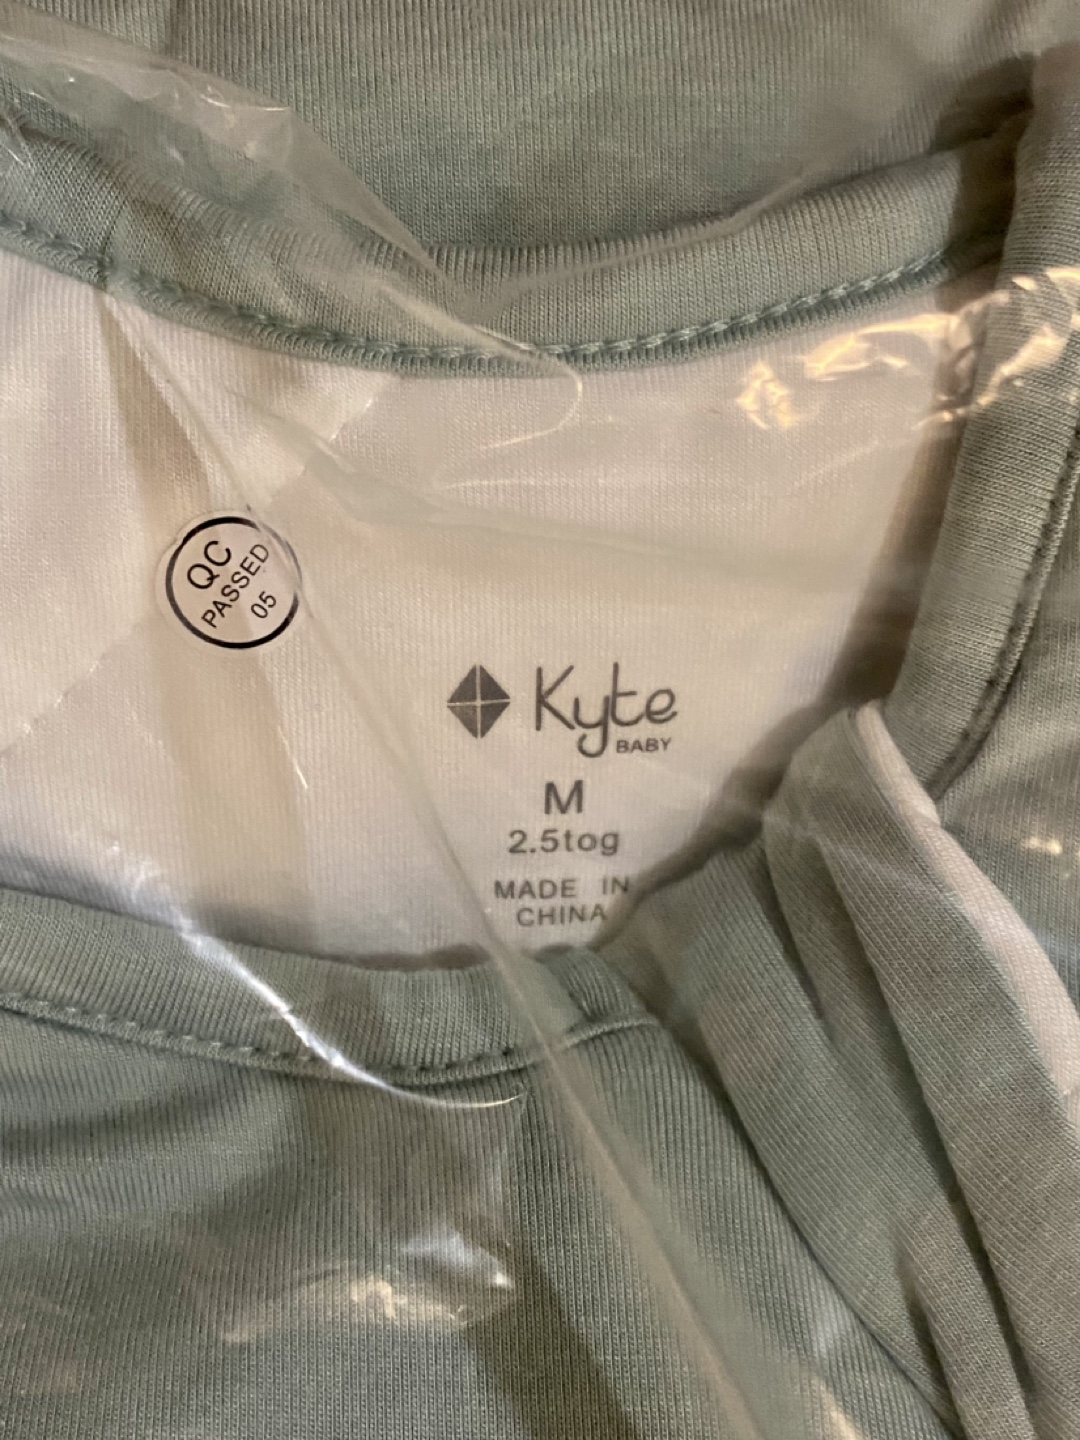 QC
PASSED
05
Kyte
BABY
M
2.5tog
MADE IN
CHINA